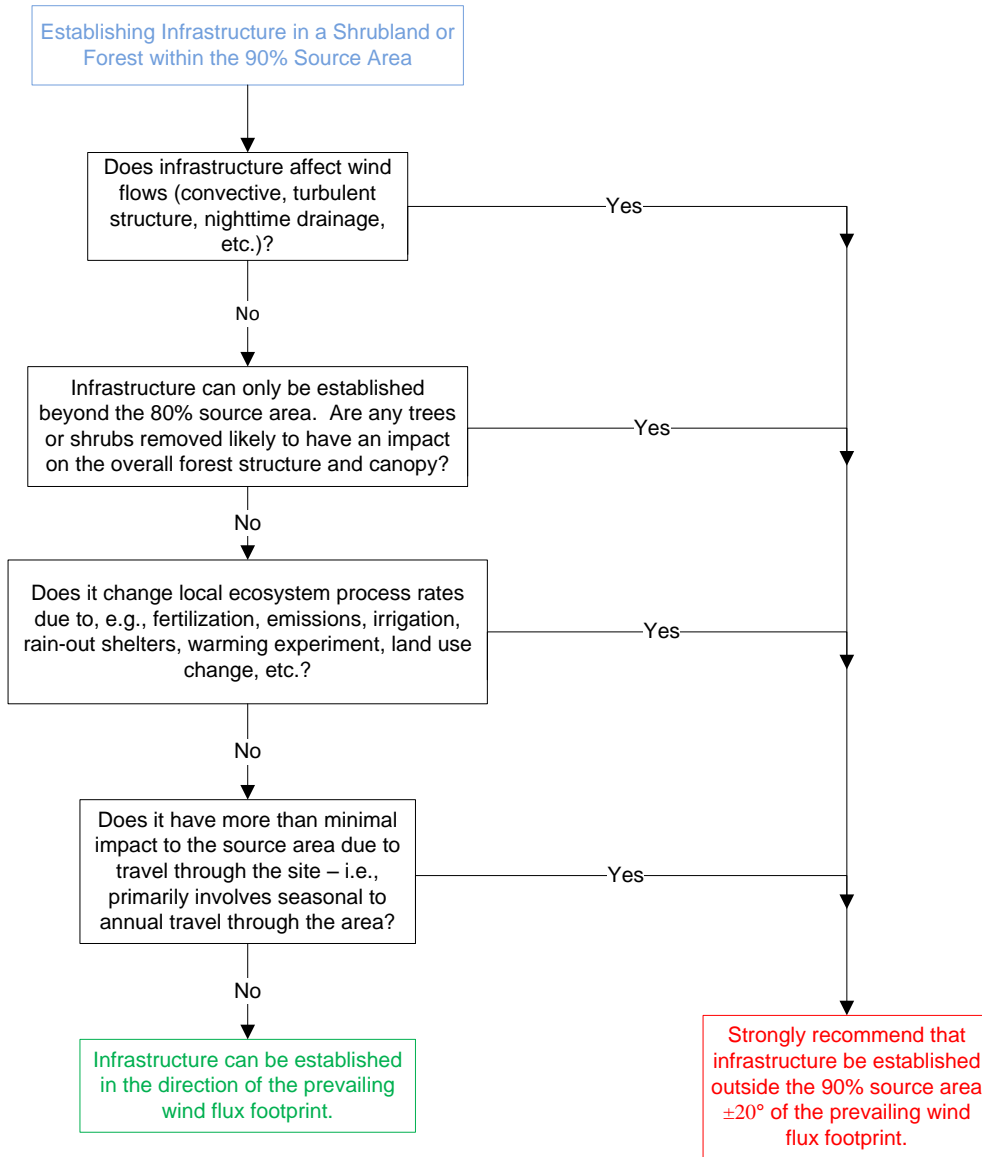 Establishing Infrastructure in a Shrubland or
Forest within the 90% Source Area
Does infrastructure affect wind
flows (convective, turbulent
structure, nighttime drainage,
etc.)?
Yes
No
Infrastructure can only be established
beyond the 80% source area.  Are any trees
or shrubs removed likely to have an impact
on the overall forest structure and canopy?
Yes
No
Does it change local ecosystem process rates
due to, e.g., fertilization, emissions, irrigation,
rain-out shelters, warming experiment, land use
change, etc.?
Yes
No
Does it have more than minimal
impact to the source area due to
travel through the site – i.e.,
primarily involves seasonal to
annual travel through the area?
Yes
No
Infrastructure can be established
in the direction of the prevailing
wind flux footprint.
Strongly recommend that
infrastructure be established
outside the 90% source area
±20° of the prevailing wind
flux footprint.